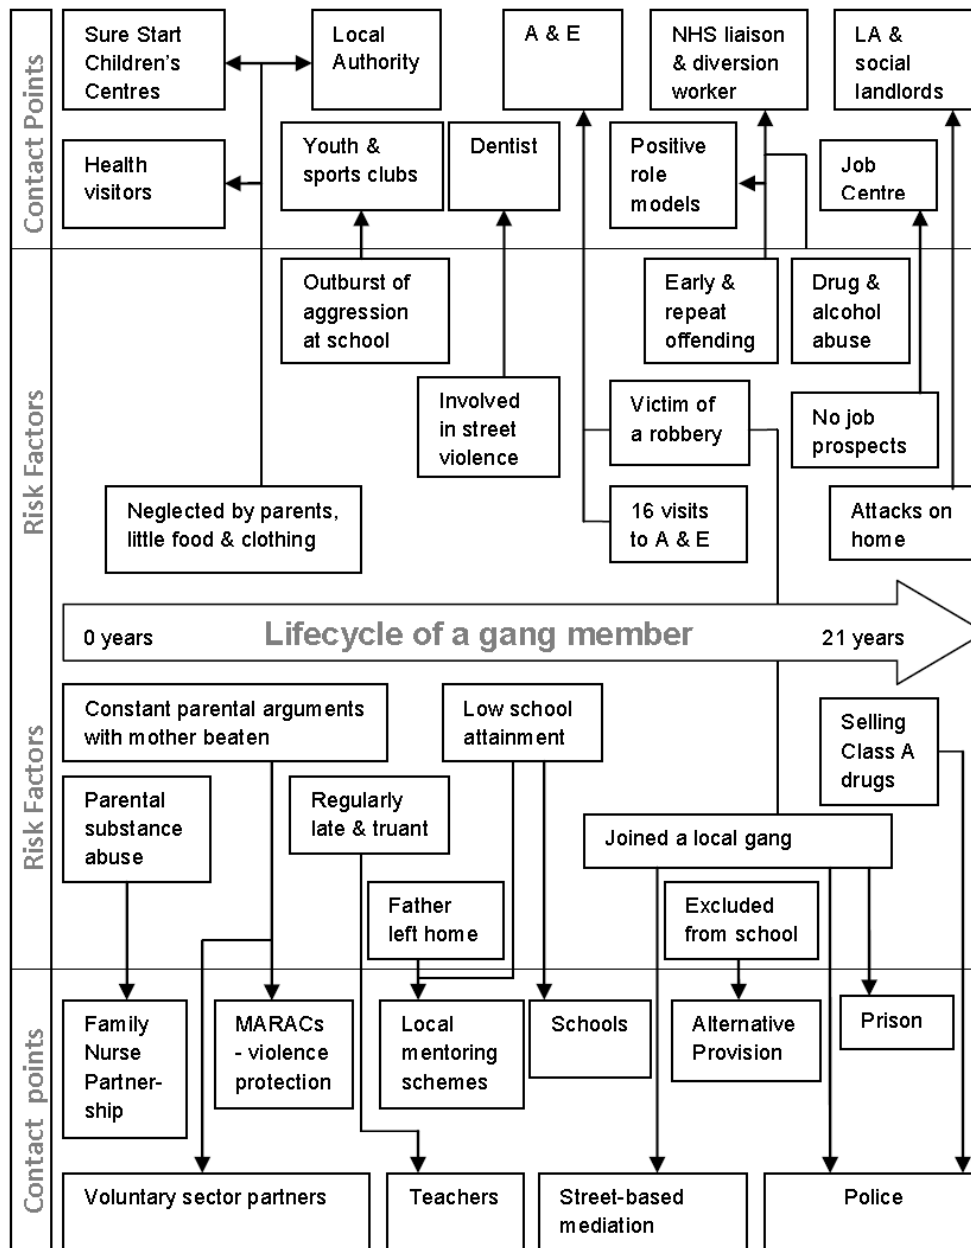 Contact Points
Sure Start
Children's
Centres
Local
Authority
A & E
NHS liaison
& diversion
worker
LA &
social
landlords
Health
visitors
Youth &
sports clubs
Dentist
Positive
role
models
Job
Centre
Risk Factors
Outburst of
aggression
at school
Early &
repeat
offending
Drug &
alcohol
abuse
Involved
in street
violence
Victim of
a robbery
No job
prospects
Neglected by parents,
little food & clothing
16 visits
to A & E
Attacks on
home
0 years
Lifecycle of a gang member
21 years
Risk Factors
Constant parental arguments
with mother beaten
Low school
attainment
Selling
Class A
drugs
Parental
substance
abuse
Regularly
late & truant
Joined a local gang
Father
left home
Excluded
from school
Contact points
Family
Nurse
Partner-
ship
MARACs
- violence
protection
Local
mentoring
schemes
Schools
Alternative
Provision
Prison
Voluntary sector partners
Teachers
Street-based
mediation
Police